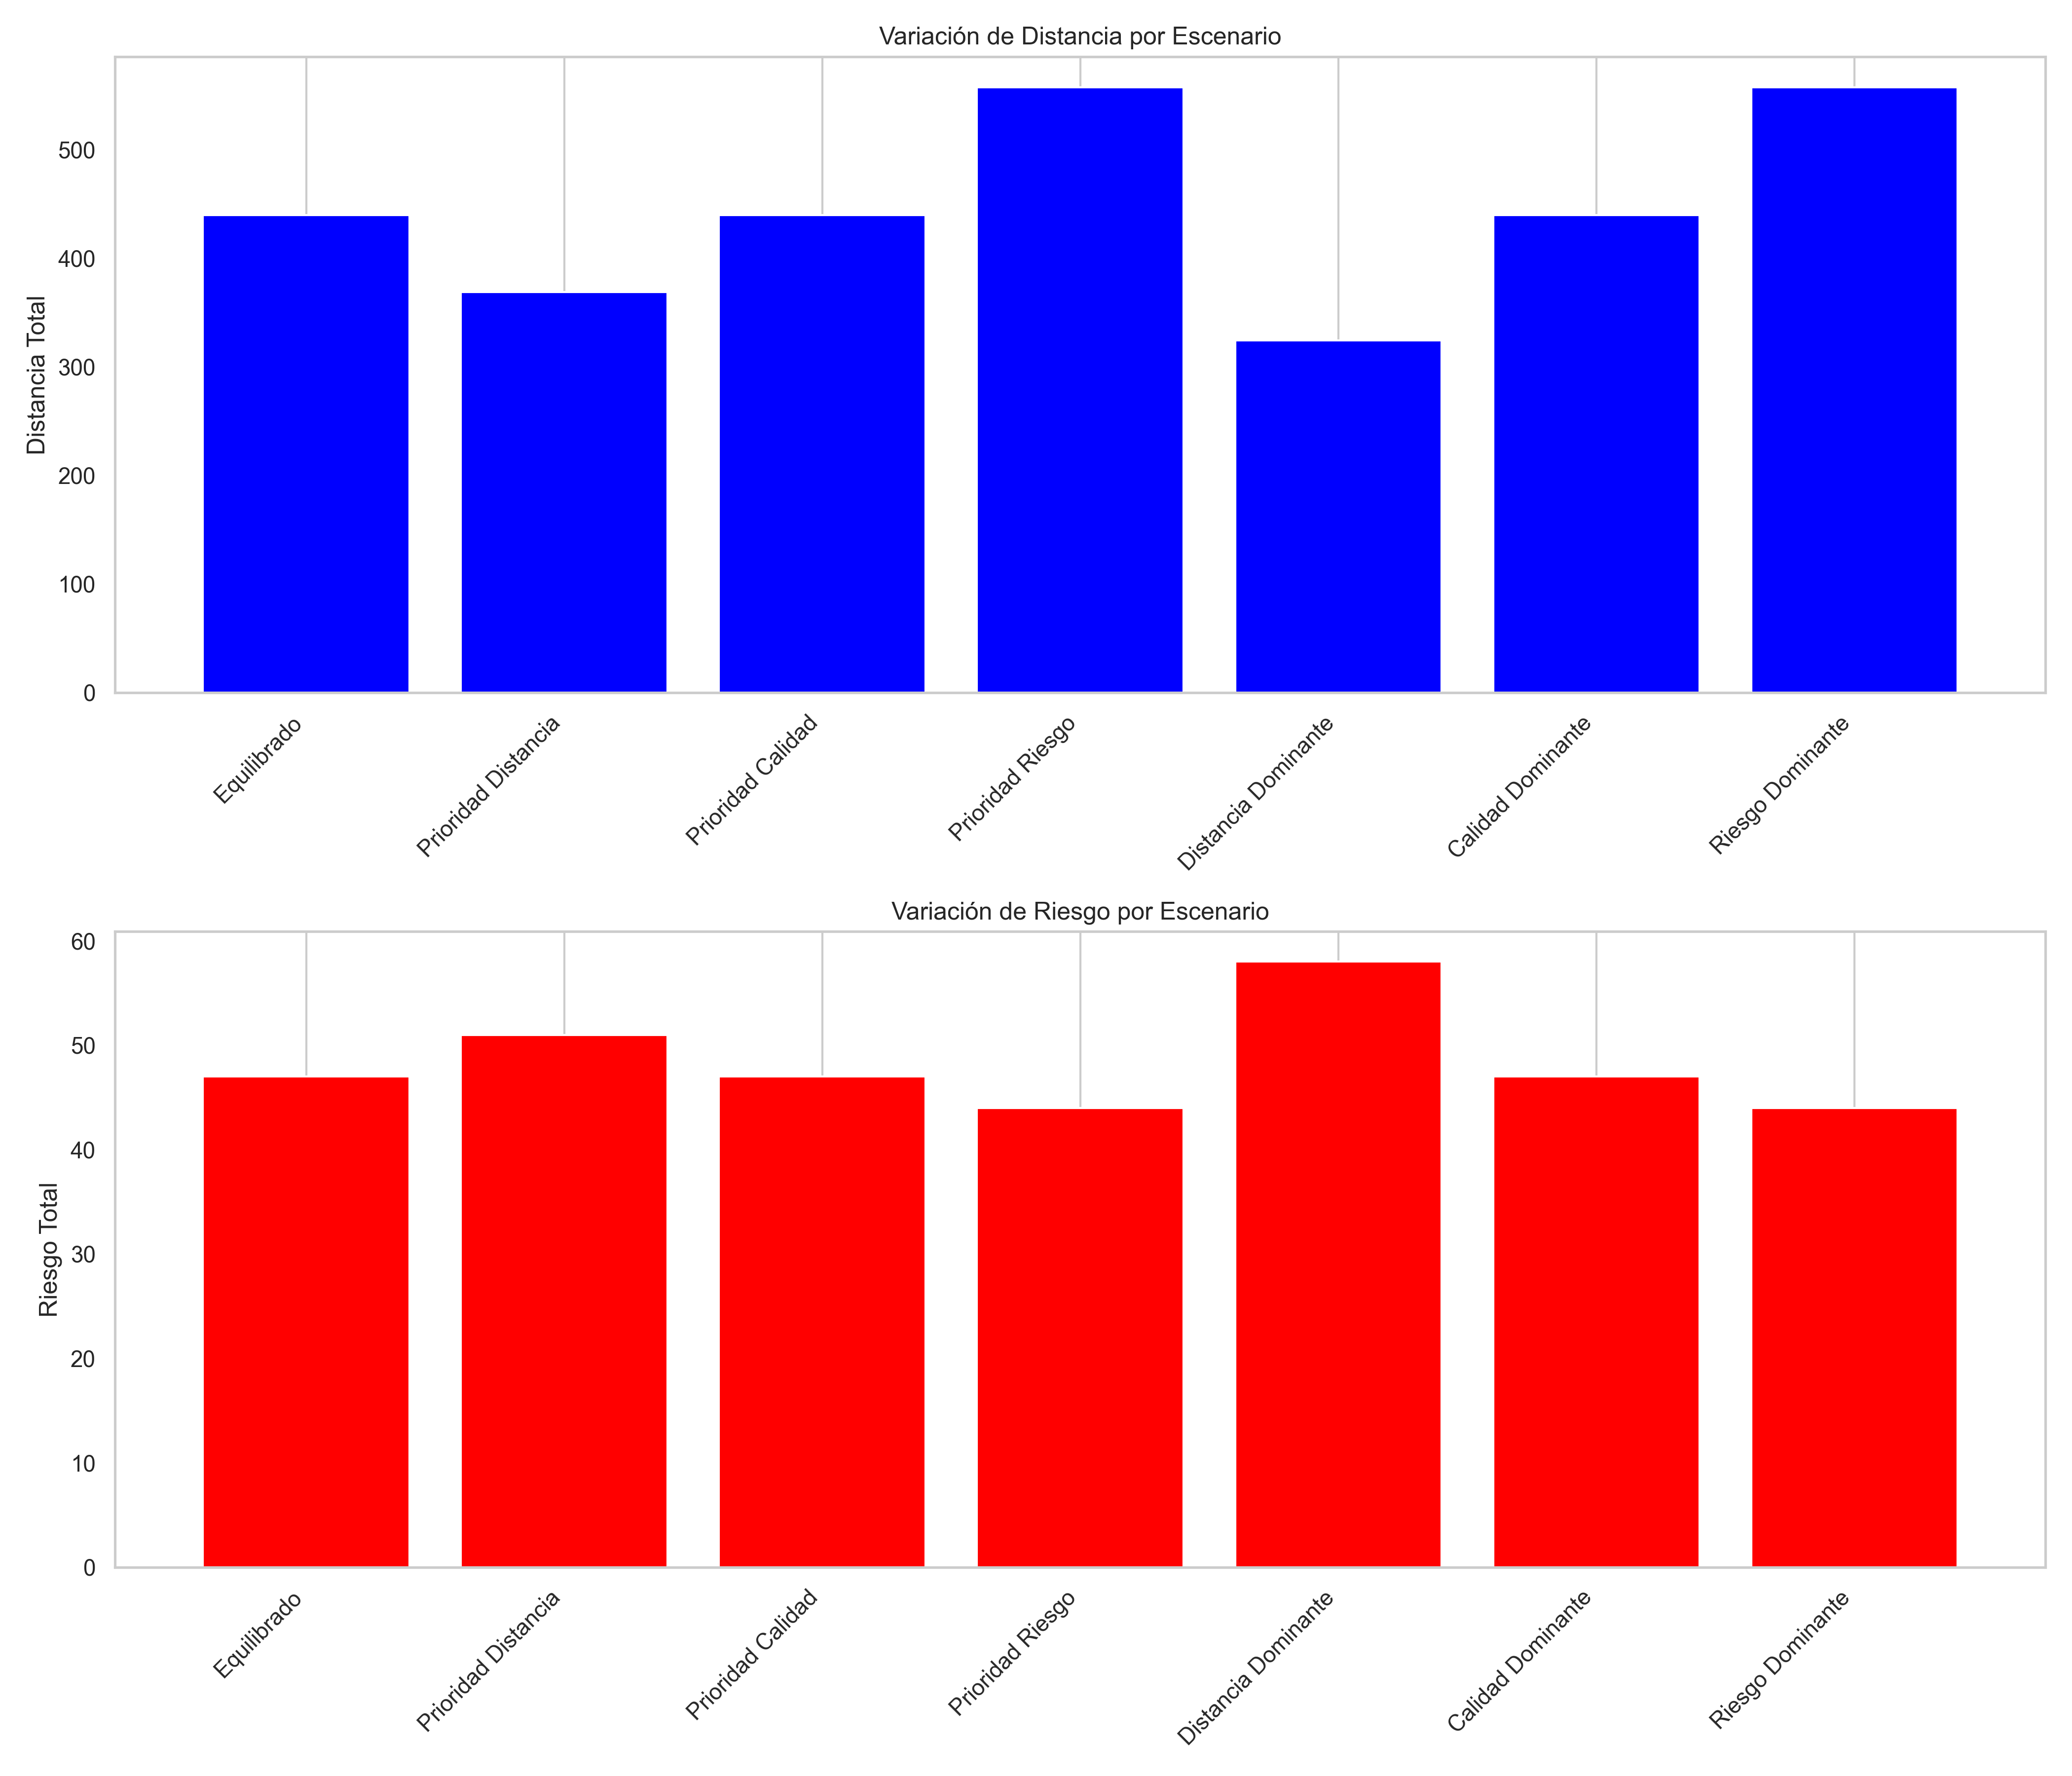 Variación de Distancia por Escenario
Distancia Total
500
400
300
200
100
0
Equilibrado
Prioridad Distancia
Prioridad Calidad
Prioridad Riesgo
Distancia Dominante
Calidad Dominante
Riesgo Dominante
Variación de Riesgo por Escenario
Riesgo Total
60
50
40
30
20
10
0
Equilibrado
Prioridad Distancia
Prioridad Calidad
Prioridad Riesgo
Distancia Dominante
Calidad Dominante
Riesgo Dominante